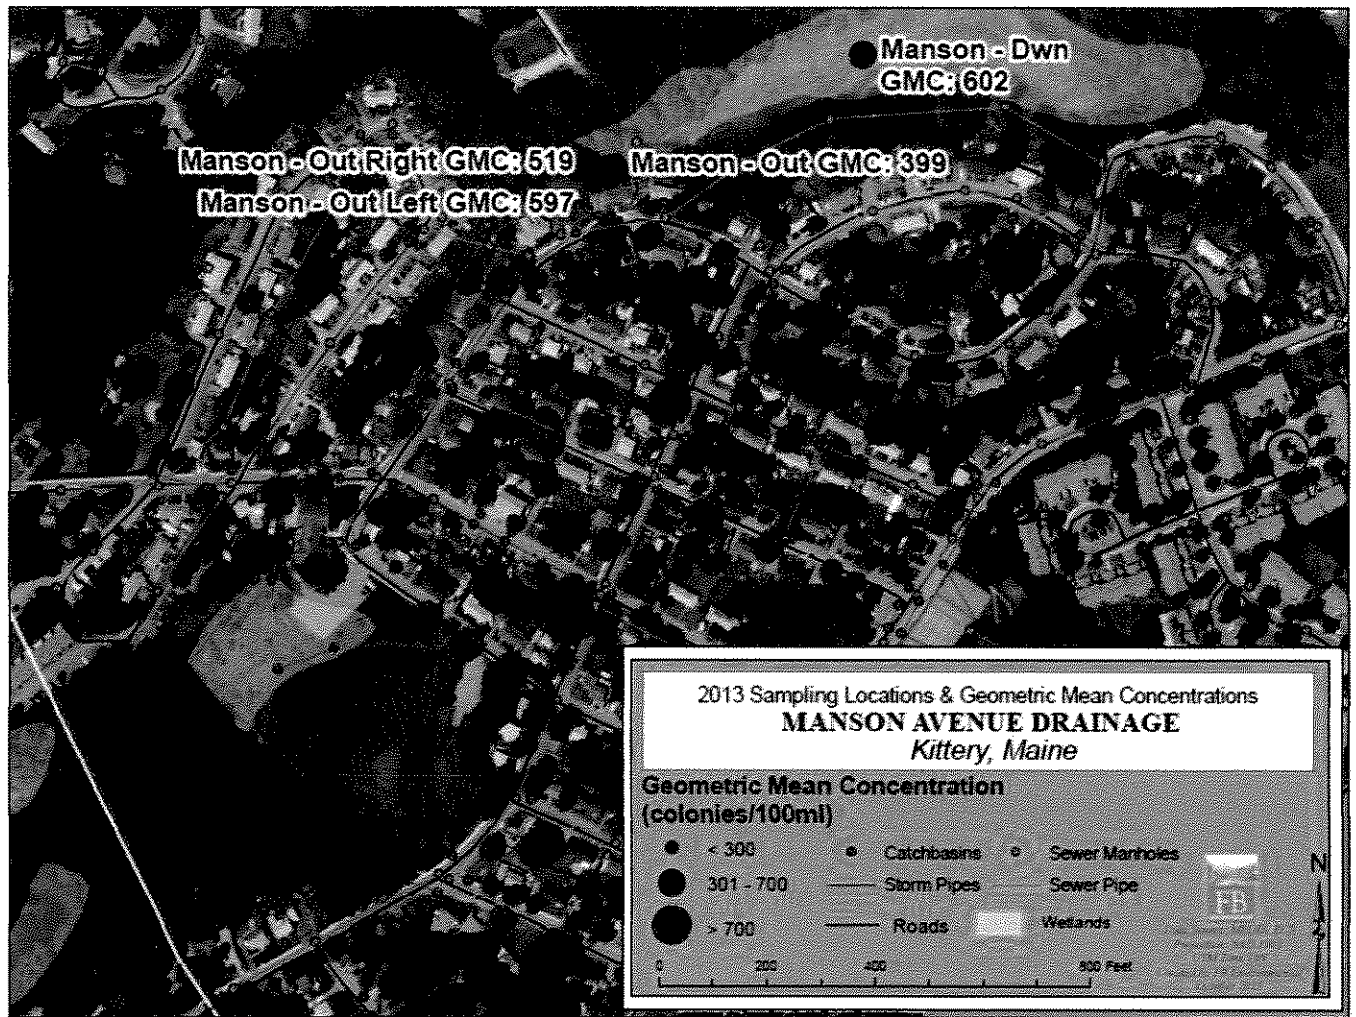 Manson - Dwn
GMC: 602
Manson - Out Right GMC: 519
Manson - Out GMC: 399
Manson - Out Left GMC: 597
2013 Sampling Locations & Geometric Mean Concentrations
MANSON AVENUE DRAINAGE
Kittery, Maine
Geometric Mean Concentration
(colonies/100ml)
< 300
Catchbasins
Sewer Manholes
301 - 700
Storm Pipes
Sewer Pipe
> 700
Roads
Wetlands
FB
N
0 200 400 800 Feet